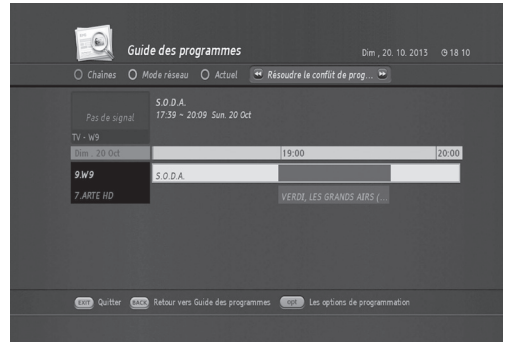 Guide des programmes
Dim , 20. 10. 2013 18 10
Chaines Mode réseau Actuel Résoudre le conflit de prog...
Pas de signal
S.O.D.A.
17:39 ~ 20:09 Sun. 20 Oct
TV - W9
Dim . 20 Oct 19:00 20:00
9.W9 S.O.D.A.
7.ARTE HD VERDI, LES GRANDS AIRS (...
EXIT Quitter BACK Retour vers Guide des programmes opt Les options de programmation